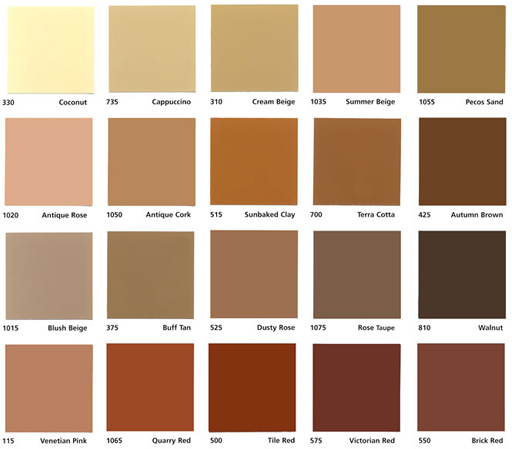 330 Coconut 735 Cappuccino 310 Cream Beige 1035 Summer Beige 1055 Pecos Sand
1020 Antique Rose 1050 Antique Cork 515 Sunbaked Clay 700 Terra Cotta 425 Autumn Brown
1015 Blush Beige 375 Buff Tan 525 Dusty Rose 1075 Rose Taupe 810 Walnut
115 Venetian Pink 1065 Quarry Red 500 Tile Red 575 Victorian Red 550 Brick Red